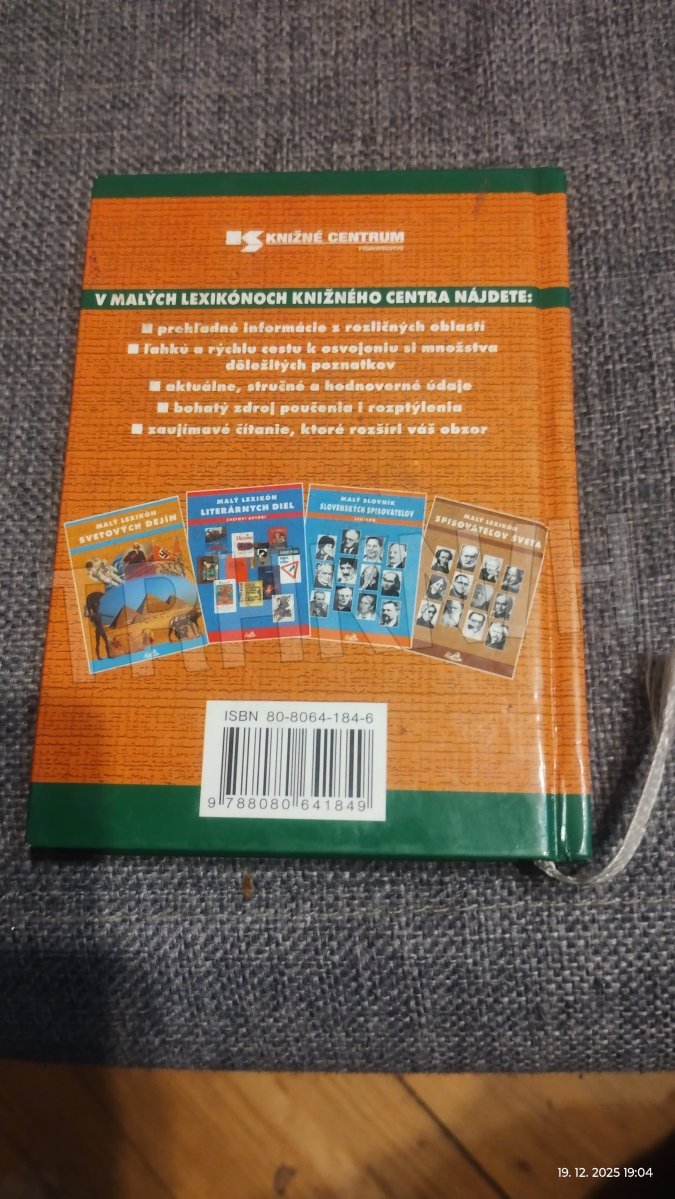 KNIŽNÉ CENTRUM
VYDAVATEĽSTVO
V MALÝCH LEXIKÓNOCH KNIŽNÉHO CENTRA NÁJDETE:
prehľadné informácie z rozličných oblastí
ľahkú a rýchlu cestu k osvojeniu si množstva
dôležitých poznatkov
aktuálne, stručné a hodnoverné údaje
bohatý zdroj poučenia i rozptýlenia
zaujímavé čítanie, ktoré rozšíri váš obzor
MALÝ LEXIKÓN
SVETOVÝCH DEJÍN
MALÝ LEXIKÓN
LITERÁRNYCH DIEL
SVETOVÍ AUTORI
MALÝ SLOVNÍK
SLOVENSKÝCH SPISOVATEĽOV
MALÝ LEXIKÓN
SPISOVATEĽOV SVETA
ISBN 80-8064-184-6
9 788080 641849
19. 12. 2025 19:04